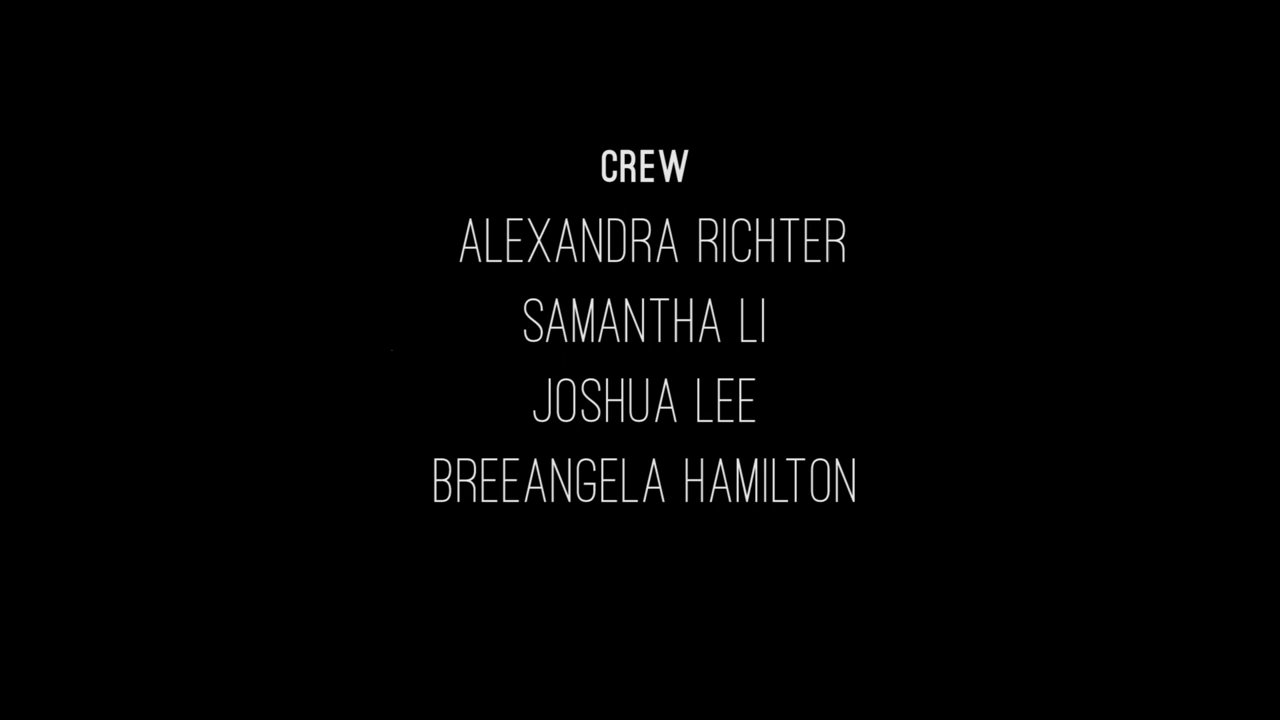 CREW
ALEXANDRA RICHTER
SAMANTHA LI
JOSHUA LEE
BREEANGELA HAMILTON